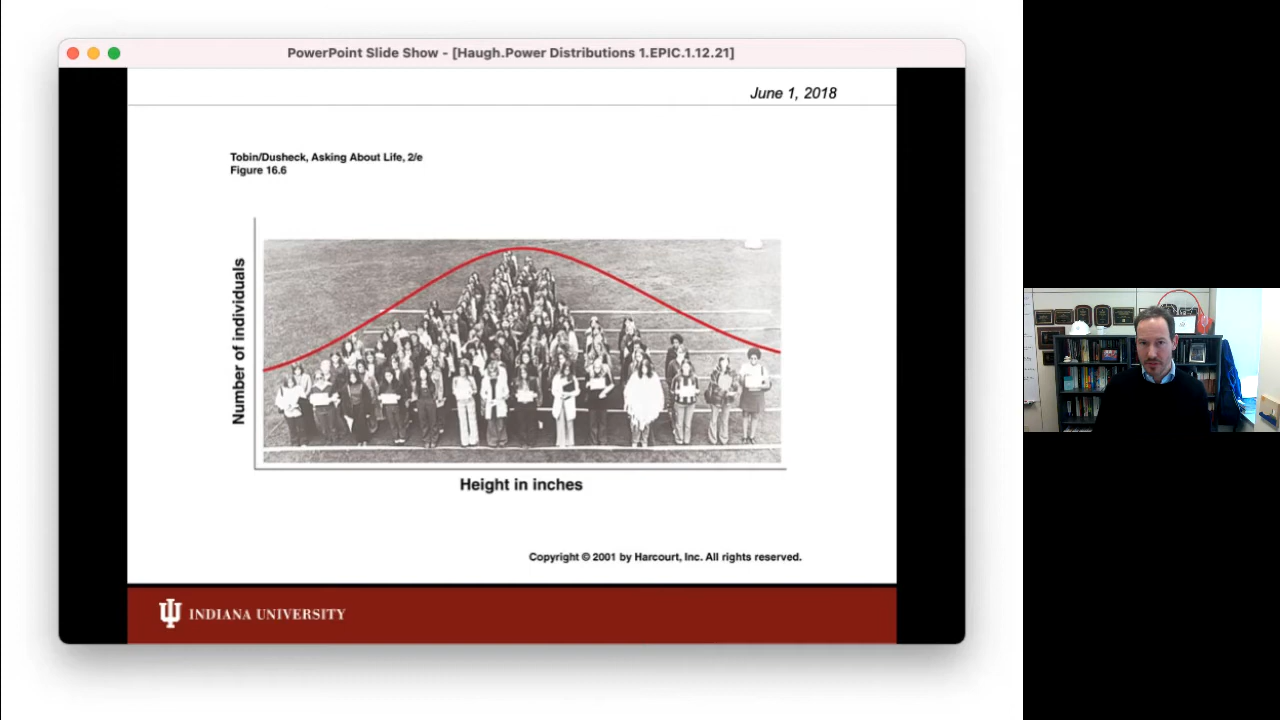 PowerPoint Slide Show - [Haugh.Power Distributions 1.EPIC.1.12.21]
June 1, 2018
Tobin/Dusheck, Asking About Life, 2/e
Figure 16.6
Number of individuals
Height in inches
Copyright © 2001 by Harcourt, Inc. All rights reserved.
INDIANA UNIVERSITY